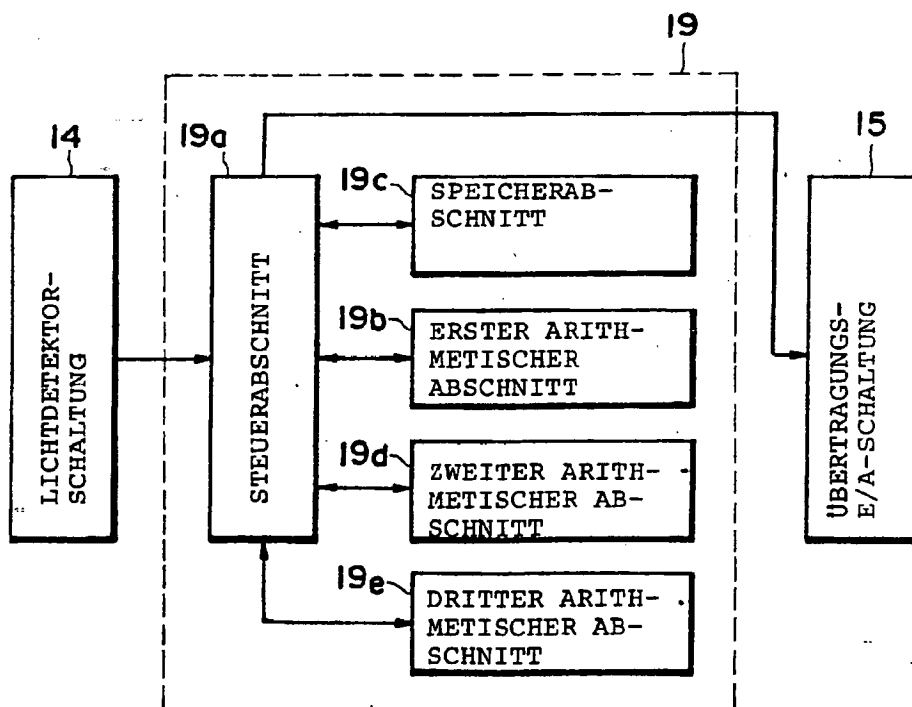 19
14
19a
15
19c
SPEICHERAB-
SCHNITT
19b
ERSTER ARITH-
METISCHER
ABSCHNITT
19d
ZWEITER ARITH-
METISCHER AB-
SCHNITT
19e
DRITTER ARITH-
METISCHER AB-
SCHNITT
LICHTDETEKTOR-
SCHALTUNG
STEUERABSCHNITT
ÜBERTRAGUNGS-
E/A-SCHALTUNG